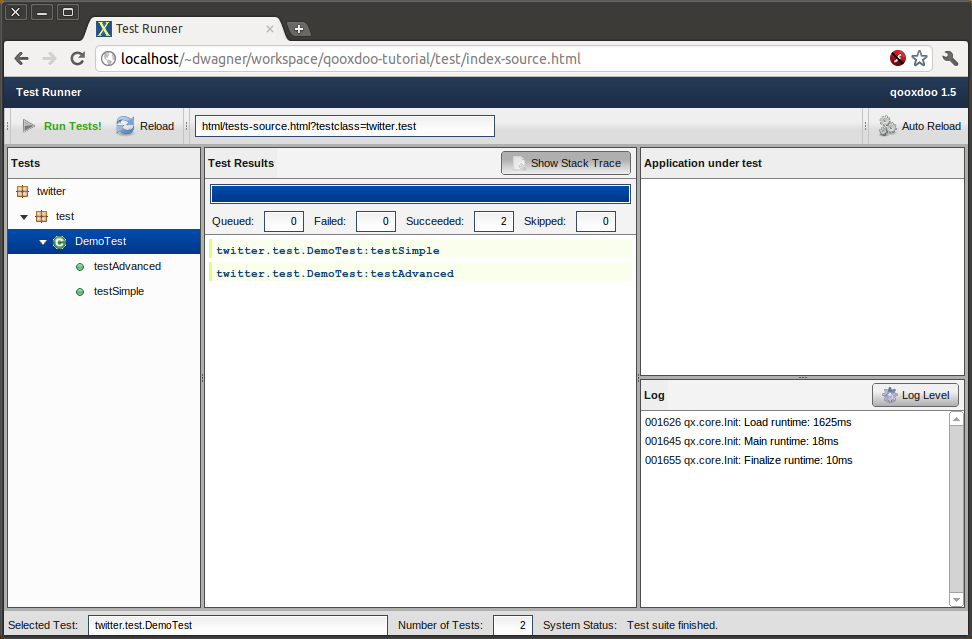 Test Runner
localhost/~dwagner/workspace/qooxdoo-tutorial/test/index-source.html
Test Runner qooxdoo 1.5
Run Tests! Reload html/tests-source.html?testclass=twitter.test Auto Reload
Tests
twitter
test
C DemoTest
testAdvanced
testSimple
Test Results Show Stack Trace
Queued: 0 Failed: 0 Succeeded: 2 Skipped: 0
twitter.test.DemoTest:testSimple
twitter.test.DemoTest:testAdvanced
Application under test
Log Log Level
001626 qx.core.Init: Load runtime: 1625ms
001645 qx.core.Init: Main runtime: 18ms
001655 qx.core.Init: Finalize runtime: 10ms
Selected Test: twitter.test.DemoTest Number of Tests: 2 System Status: Test suite finished.